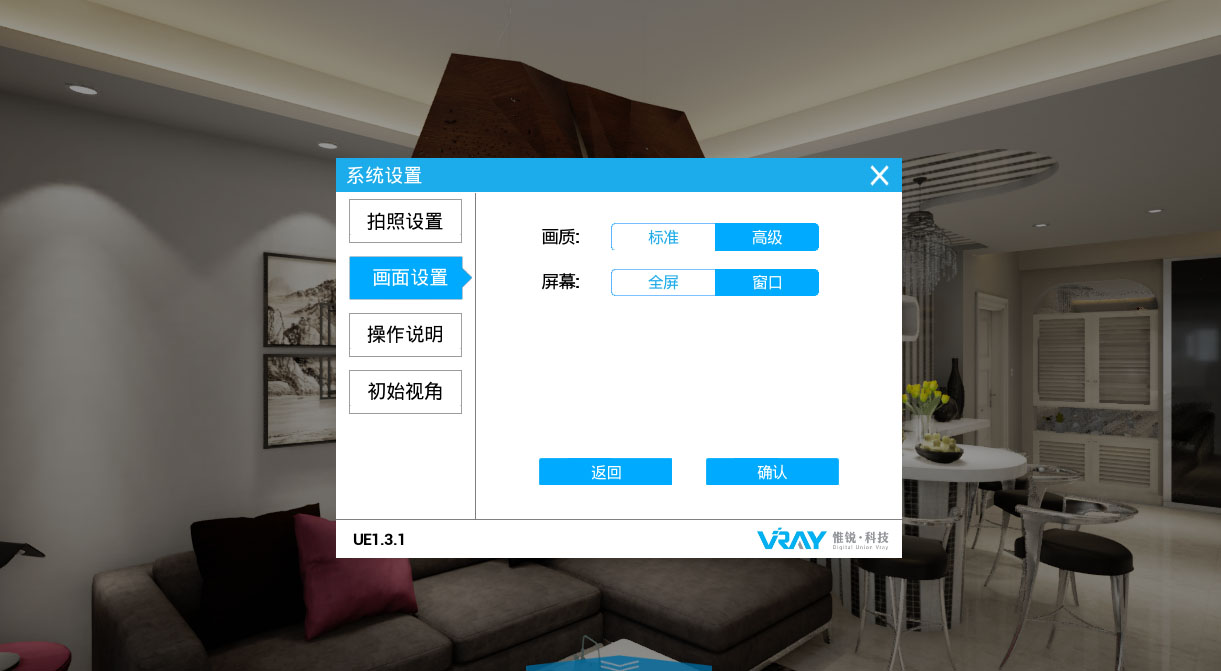 系统设置
拍照设置
画面设置
操作说明
初始视角
画质: 标准 高级
屏幕: 全屏 窗口
返回 确认
UE1.3.1
VRAY 惟锐·科技
Digital Union Vray